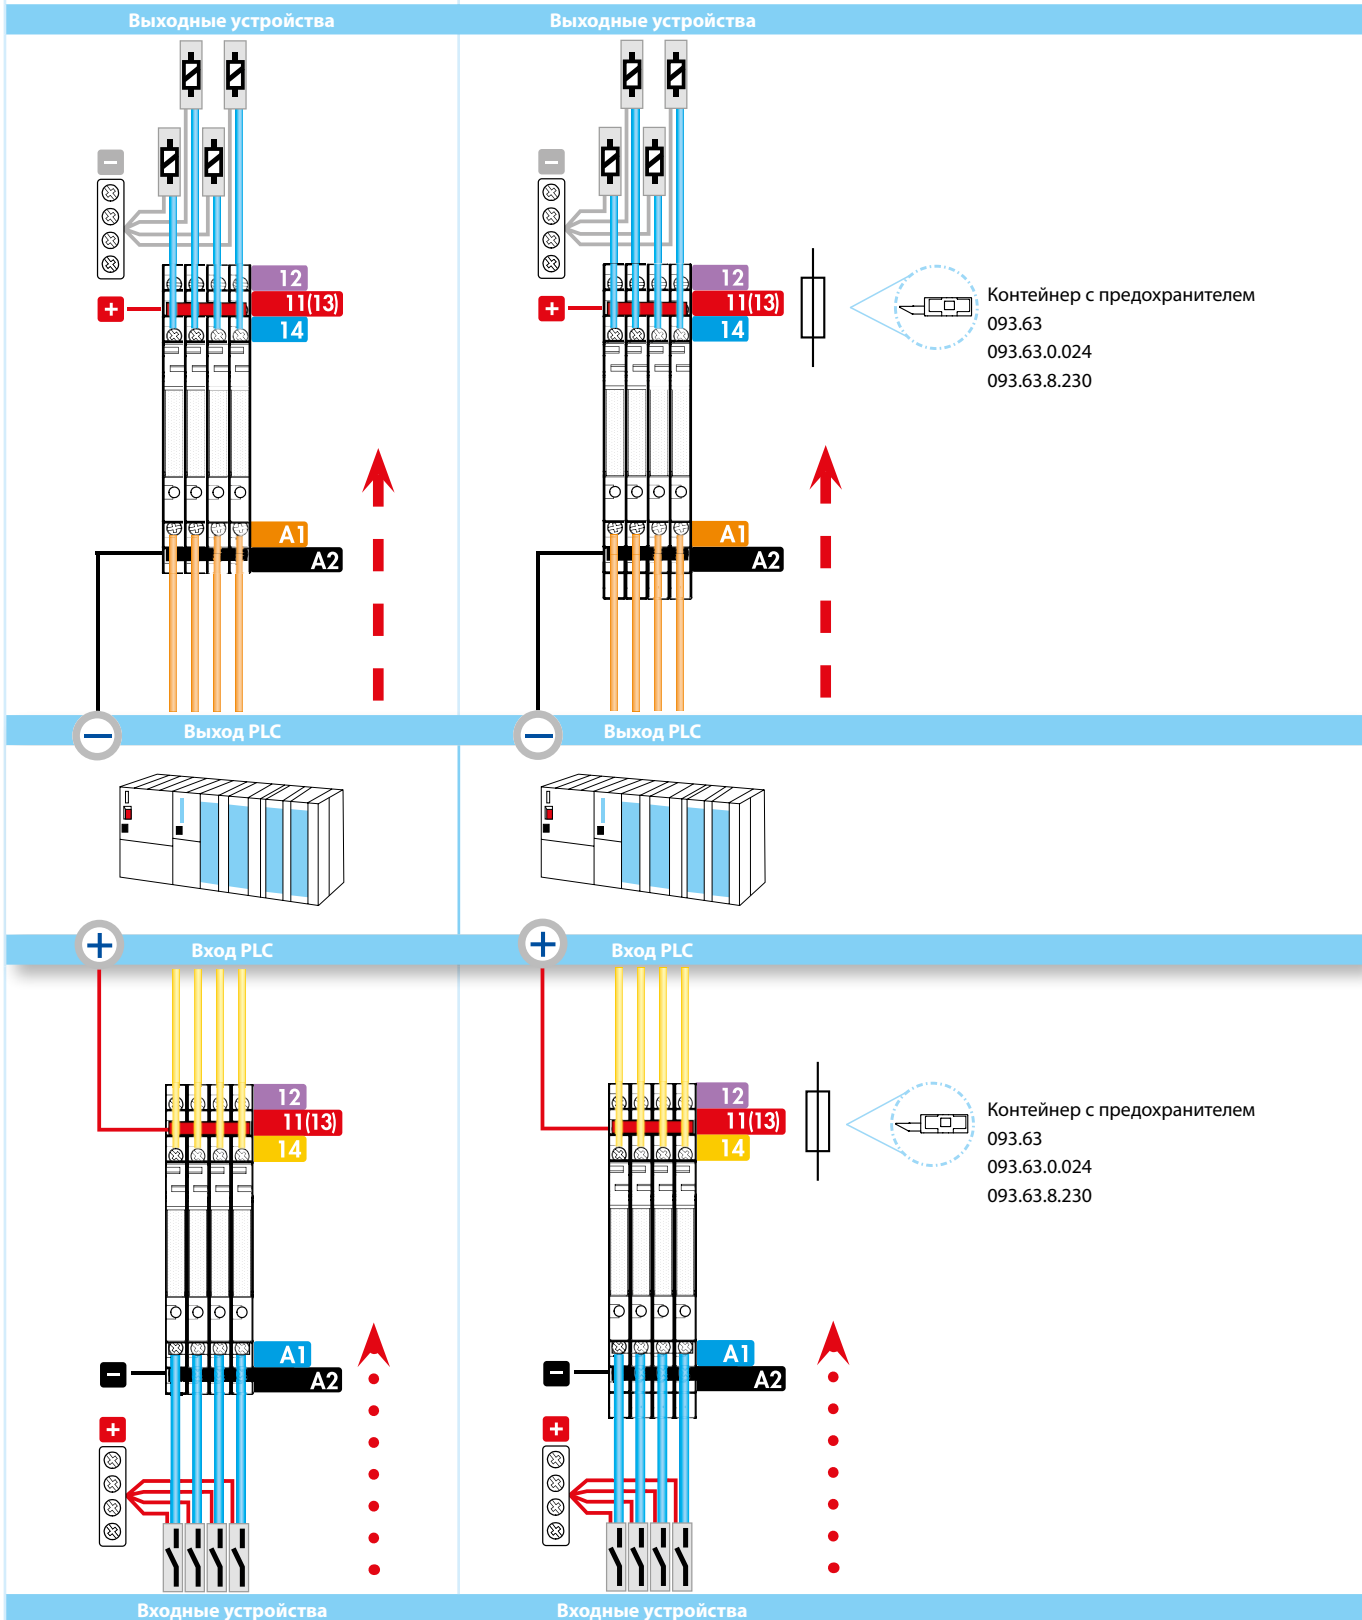 Выходные устройства
Выходные устройства
12
11(13)
14
12
11(13)
14
Контейнер с предохранителем
093.63
093.63.0.024
093.63.8.230
A1
A2
A1
A2
Выход PLC
Выход PLC
Вход PLC
Вход PLC
12
11(13)
14
12
11(13)
14
Контейнер с предохранителем
093.63
093.63.0.024
093.63.8.230
A1
A2
A1
A2
Входные устройства
Входные устройства